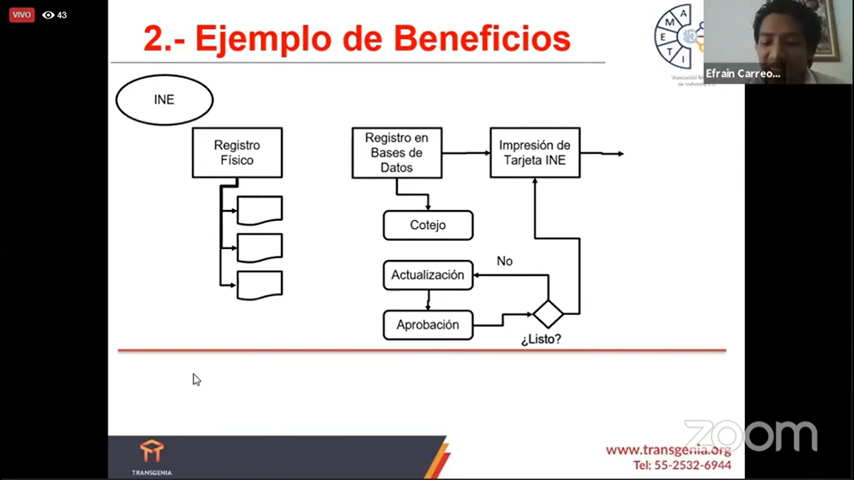 VIVO
43
2.- Ejemplo de Beneficios
AMETI
Efrain Carreo...
INE
Registro
Físico
Registro en
Bases de
Datos
Impresión de
Tarjeta INE
Cotejo
No
Actualización
Aprobación
¿Listo?
zoom
TRANSGENIA
www.transgenia.org
Tel: 55-2532-6944